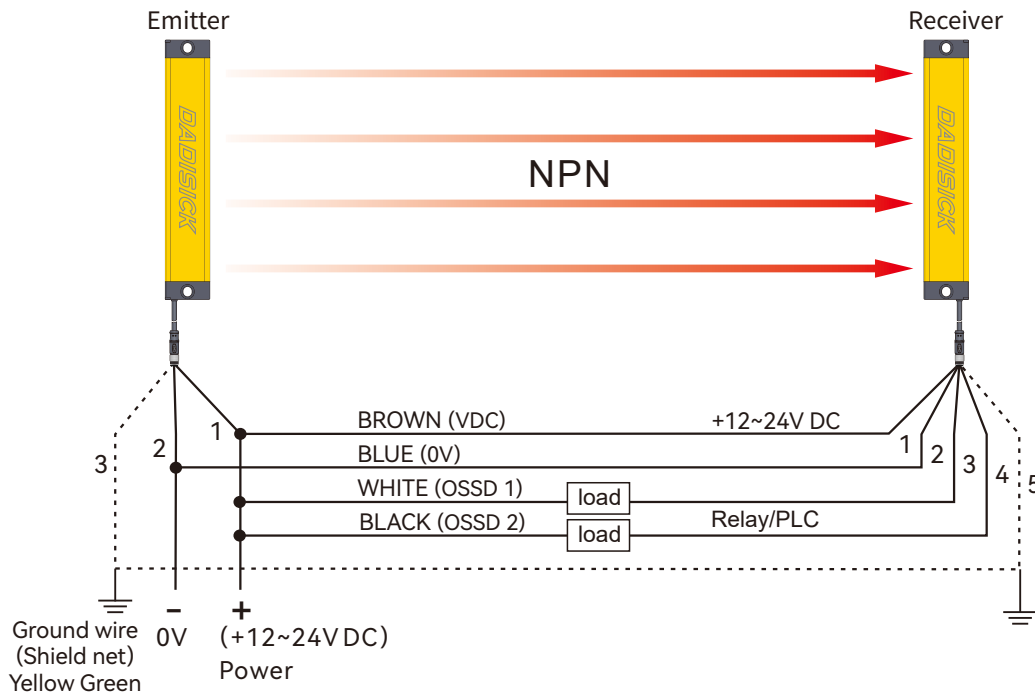 Emitter
Receiver
DADISICK
DADISICK
NPN
1
BROWN (VDC)
+12~24V DC
1
2
BLUE (0V)
2
3
WHITE (OSSD 1)
load
3
BLACK (OSSD 2)
load
Relay/PLC
4
5
- +
Ground wire
(Shield net)
Yellow Green
0V
(+12~24V DC)
Power